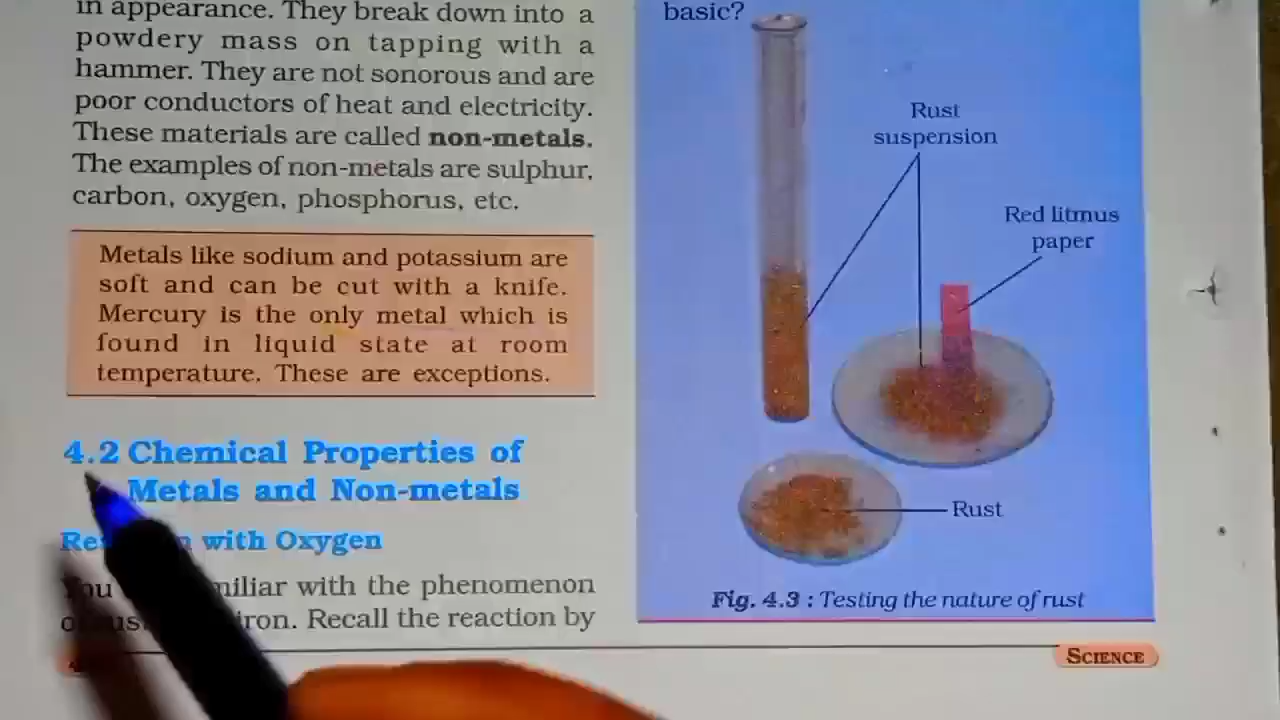 in appearance. They break down into a
powdery mass on tapping with a
hammer. They are not sonorous and are
poor conductors of heat and electricity.
These materials are called non-metals.
The examples of non-metals are sulphur,
carbon, oxygen, phosphorus, etc.
Metals like sodium and potassium are
soft and can be cut with a knife.
Mercury is the only metal which is
found in liquid state at room
temperature. These are exceptions.
4.2 Chemical Properties of
Metals and Non-metals
with Oxygen
with the phenomenon
iron. Recall the reaction by
basic?
Rust
suspension
Red litmus
paper
Rust
Fig. 4.3 : Testing the nature of rust
SCIENCE